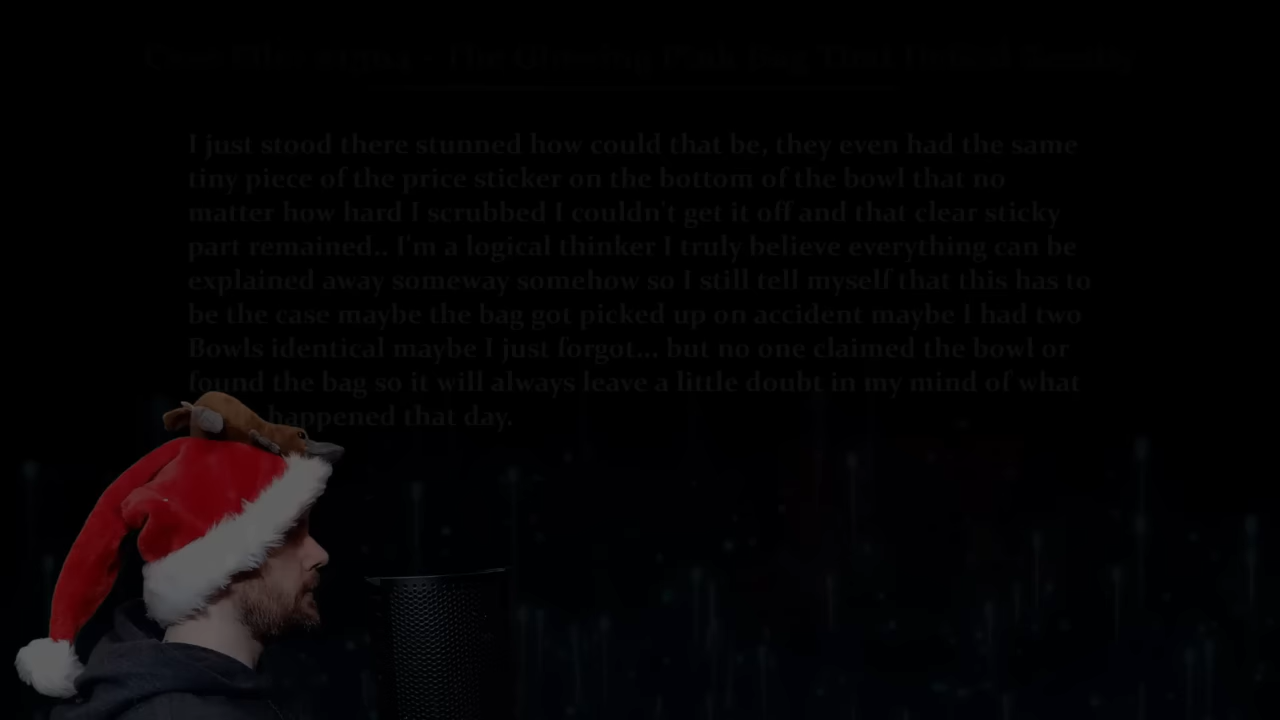 I just stood there stunned how could that be, they even had the same
tiny piece of the price sticker on the bottom of the bowl that no
matter how hard I scrubbed I couldn't get it off and that clear sticky
part remained.. I'm a logical thinker I truly believe everything can be
explained away someway somehow so I still tell myself that this has to
be the case maybe the bag got picked up on accident maybe I had two
Bowls identical maybe I just forgot... but no one claimed the bowl or
found the bag so it will always leave a little doubt in my mind of what
happened that day.